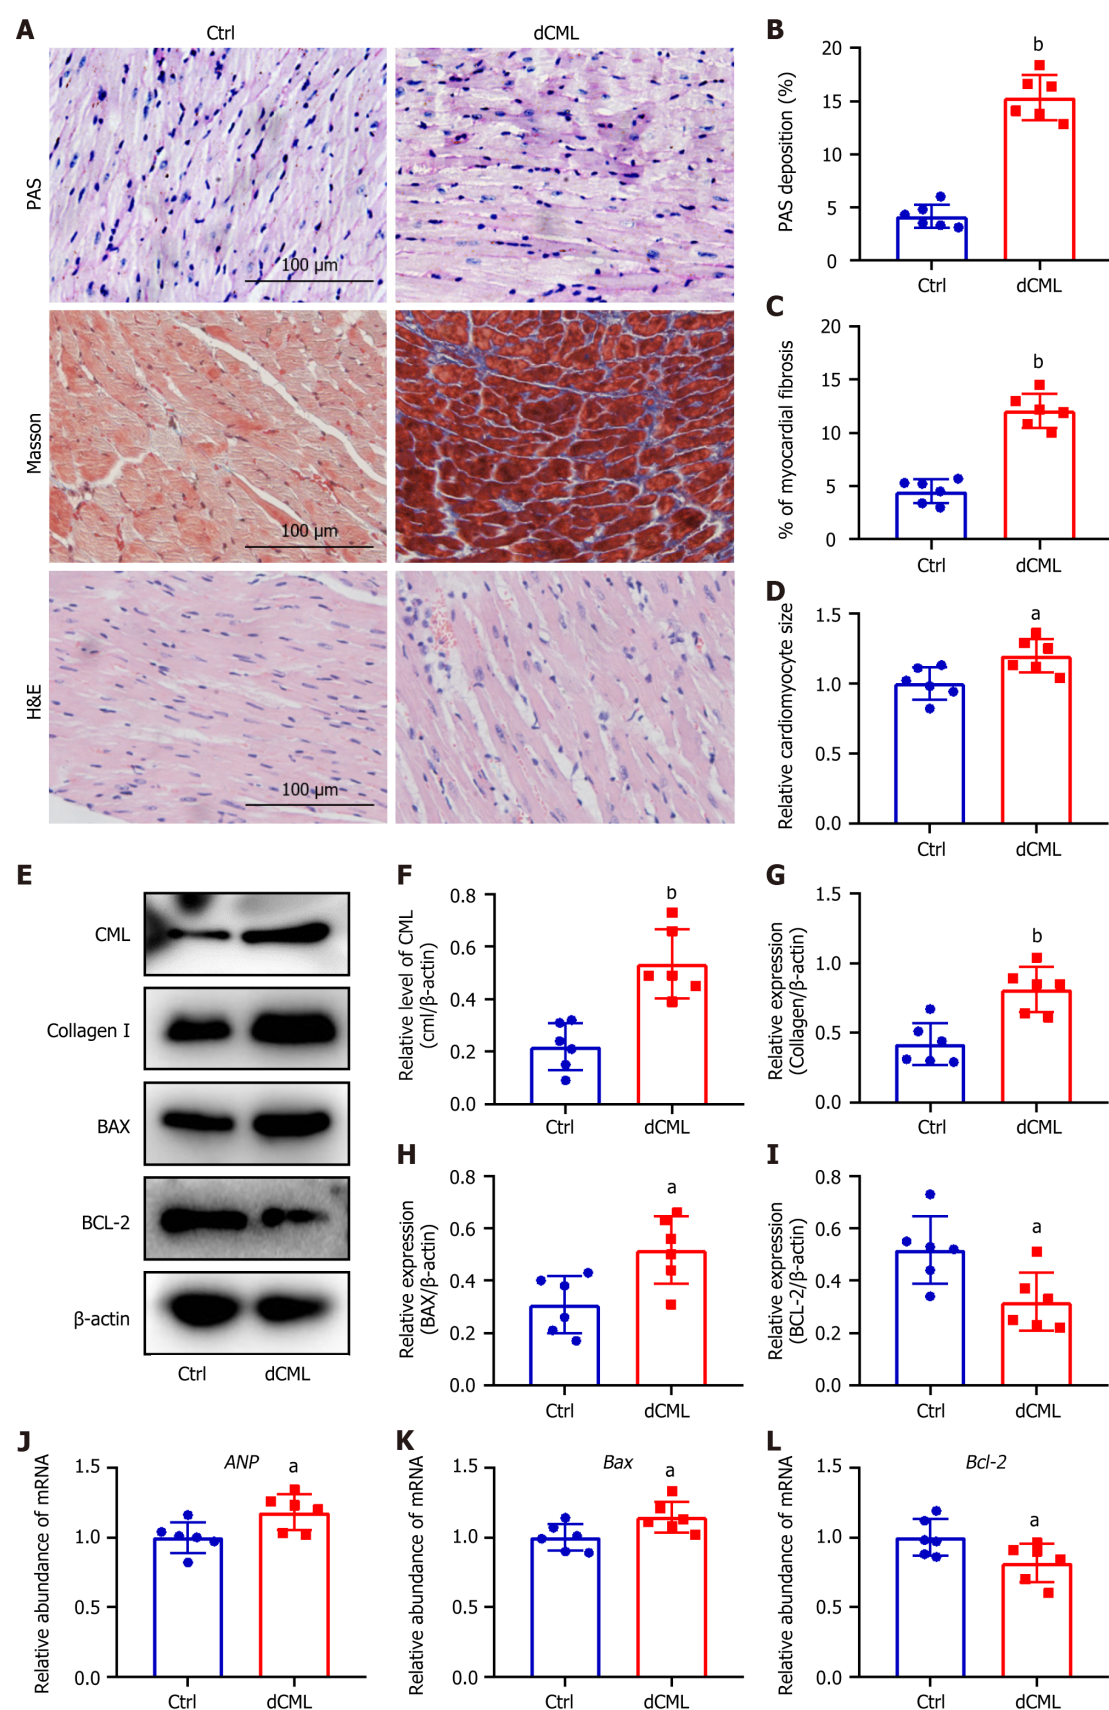 A
Ctrl
dCML
PAS
100 µm
Masson
100 µm
H&E
100 µm
B
PAS deposition (%)
20
15
10
5
0
b
Ctrl
dCML
C
% of myocardial fibrosis
20
15
10
5
0
b
Ctrl
dCML
D
Relative cardiomyocyte size
1.5
1.0
0.5
0.0
a
Ctrl
dCML
E
CML
Collagen I
BAX
BCL-2
β-actin
Ctrl
dCML
F
Relative level of CML
(cml/β-actin)
0.8
0.6
0.4
0.2
0.0
b
Ctrl
dCML
G
Relative expression
(Collagen/β-actin)
1.5
1.0
0.5
0.0
b
Ctrl
dCML
H
Relative expression
(BAX/β-actin)
0.8
0.6
0.4
0.2
0.0
a
Ctrl
dCML
I
Relative expression
(BCL-2/β-actin)
0.8
0.6
0.4
0.2
0.0
a
Ctrl
dCML
J
Relative abundance of mRNA
ANP
1.5
1.0
0.5
0.0
a
Ctrl
dCML
K
Relative abundance of mRNA
Bax
1.5
1.0
0.5
0.0
a
Ctrl
dCML
L
Relative abundance of mRNA
Bcl-2
1.5
1.0
0.5
0.0
a
Ctrl
dCML